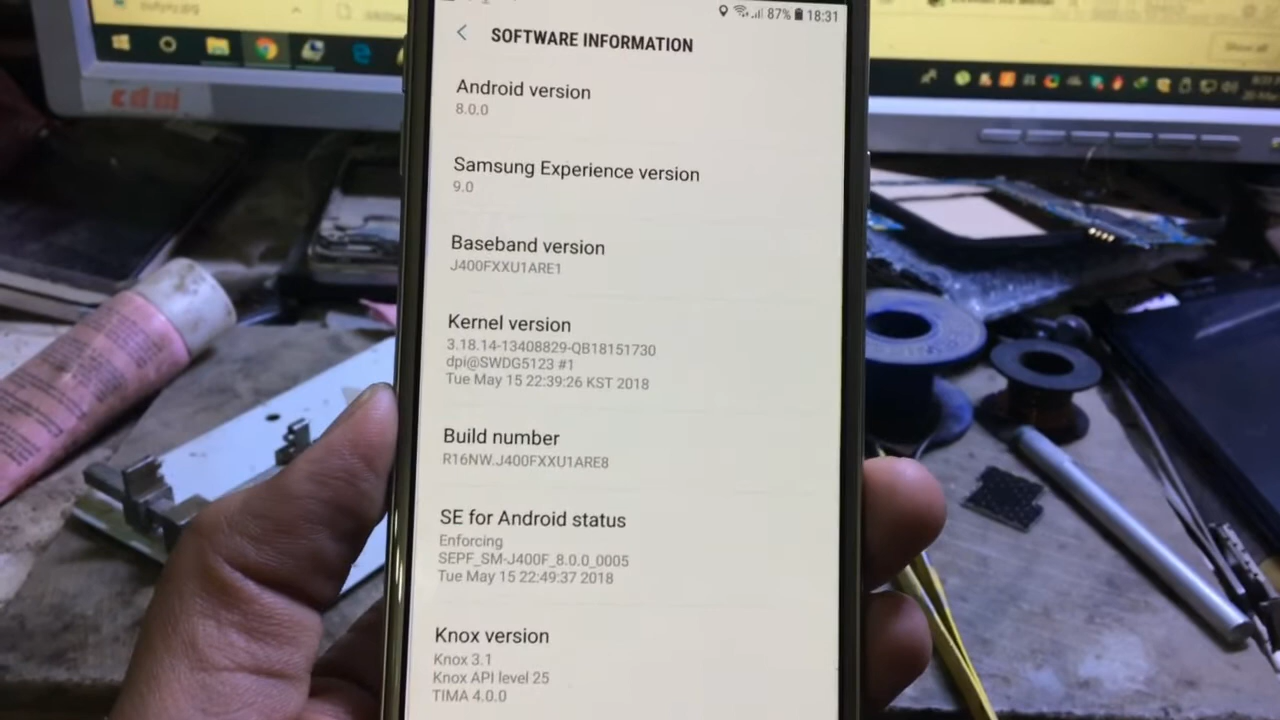 87% 18:31
SOFTWARE INFORMATION
Android version
8.0.0
Samsung Experience version
9.0
Baseband version
J400FXXU1ARE1
Kernel version
3.18.14-13408829-QB18151730
dpi@SWDG5123 #1
Tue May 15 22:39:26 KST 2018
Build number
R16NW.J400FXXU1ARE8
SE for Android status
Enforcing
SEPF_SM-J400F_8.0.0_0005
Tue May 15 22:49:37 2018
Knox version
Knox 3.1
Knox API level 25
TIMA 4.0.0
Show all